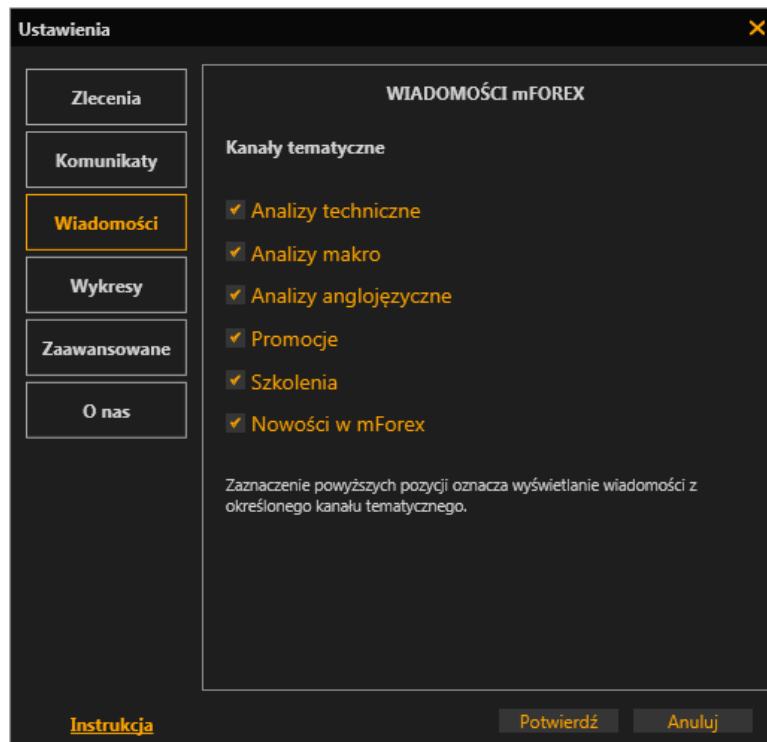 Ustawienia
Zlecenia
Komunikaty
Wiadomości
Wykresy
Zaawansowane
O nas
WIADOMOŚCI mFOREX
Kanały tematyczne
Analizy techniczne
Analizy makro
Analizy anglojęzyczne
Promocje
Szkolenia
Nowości w mForex
Zaznaczenie powyższych pozycji oznacza wyświetlanie wiadomości z
określonego kanału tematycznego.
Instrukcja
Potwierdź
Anuluj